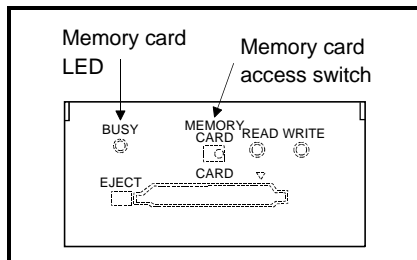 Memory card
LED
Memory card
access switch
BUSY
MEMORY
CARD
READ WRITE
EJECT
CARD